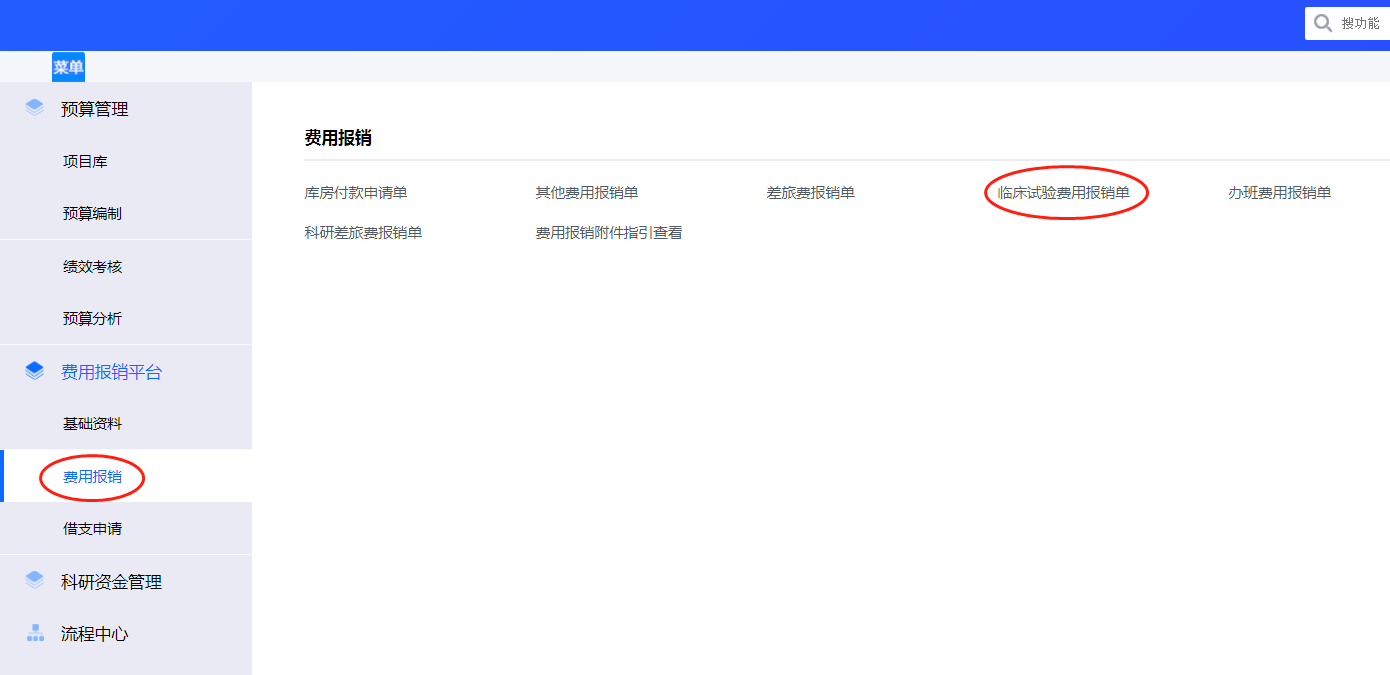 搜功能
菜单
预算管理
项目库
预算编制
绩效考核
预算分析
费用报销平台
基础资料
费用报销
借支申请
科研资金管理
流程中心
费用报销
库房付款申请单 其他费用报销单 差旅费报销单 临床试验费用报销单 办班费用报销单
科研差旅费报销单 费用报销附件指引查看